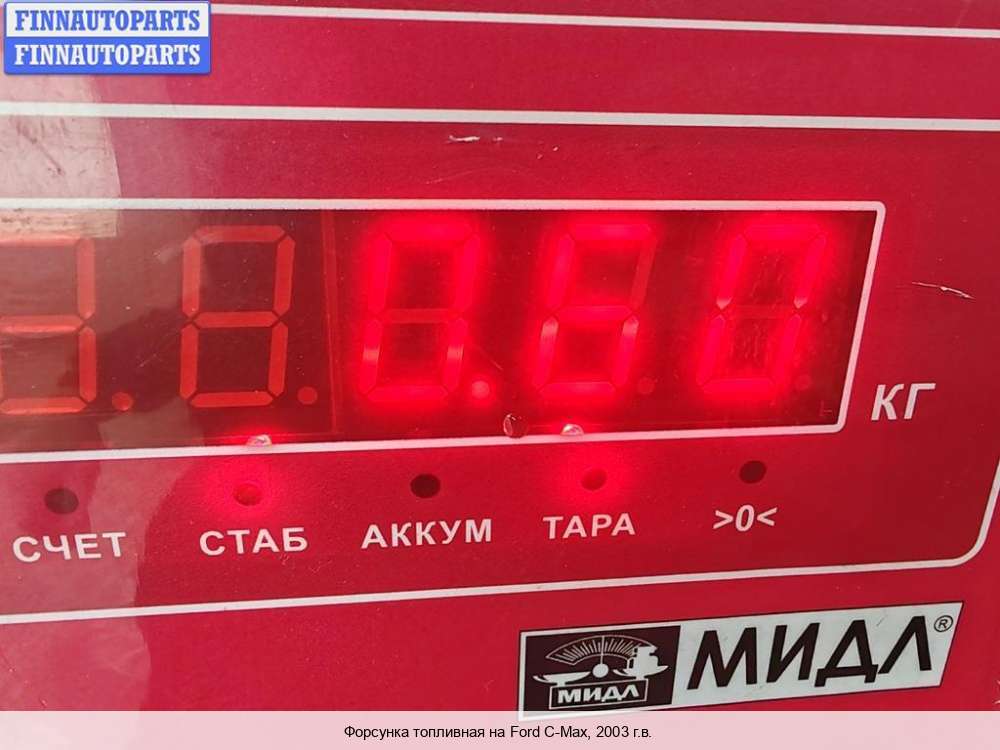 FINNAUTOPARTS
FINNAUTOPARTS
0.60
КГ
СЧЕТ СТАБ АККУМ ТАРА >0<
МИДЛ МИДЛ®
Форсунка топливная на Ford C-Max, 2003 г.в.